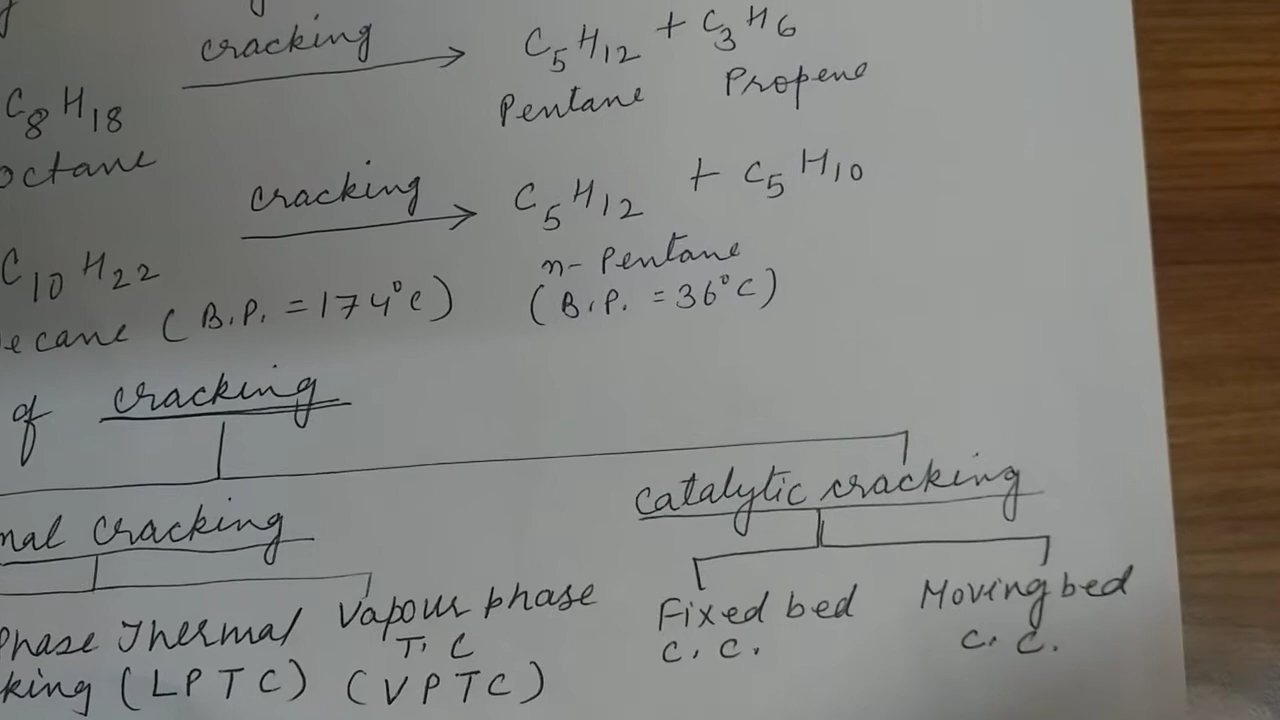 cracking C₅H₁₂ + C₃H₆
C₈H₁₈ Pentane Propene
octane
cracking C₅H₁₂ + C₅H₁₀
C₁₀H₂₂ n-Pentane
ecane (B.P. = 174°C) (B.P. = 36°C)
of cracking
nal cracking catalytic cracking
Phase Thermal Vapour phase Fixed bed Moving bed
T. C C. C. C. C.
king (LPTC) (VPTC)